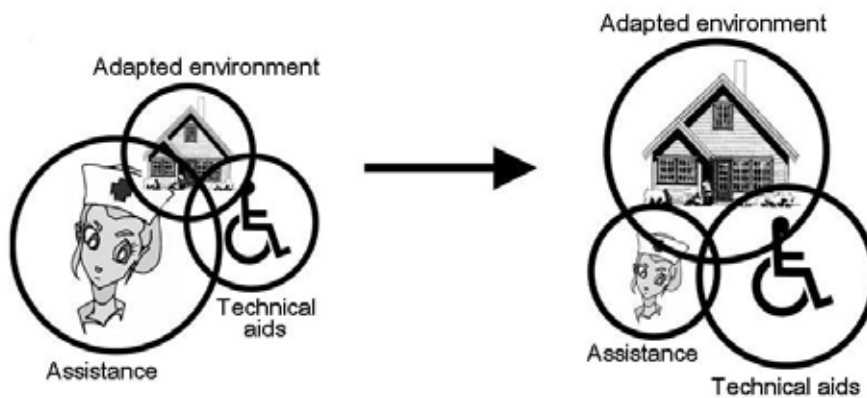 Adapted environment
Technical
aids
Assistance
Adapted environment
Assistance
Technical aids